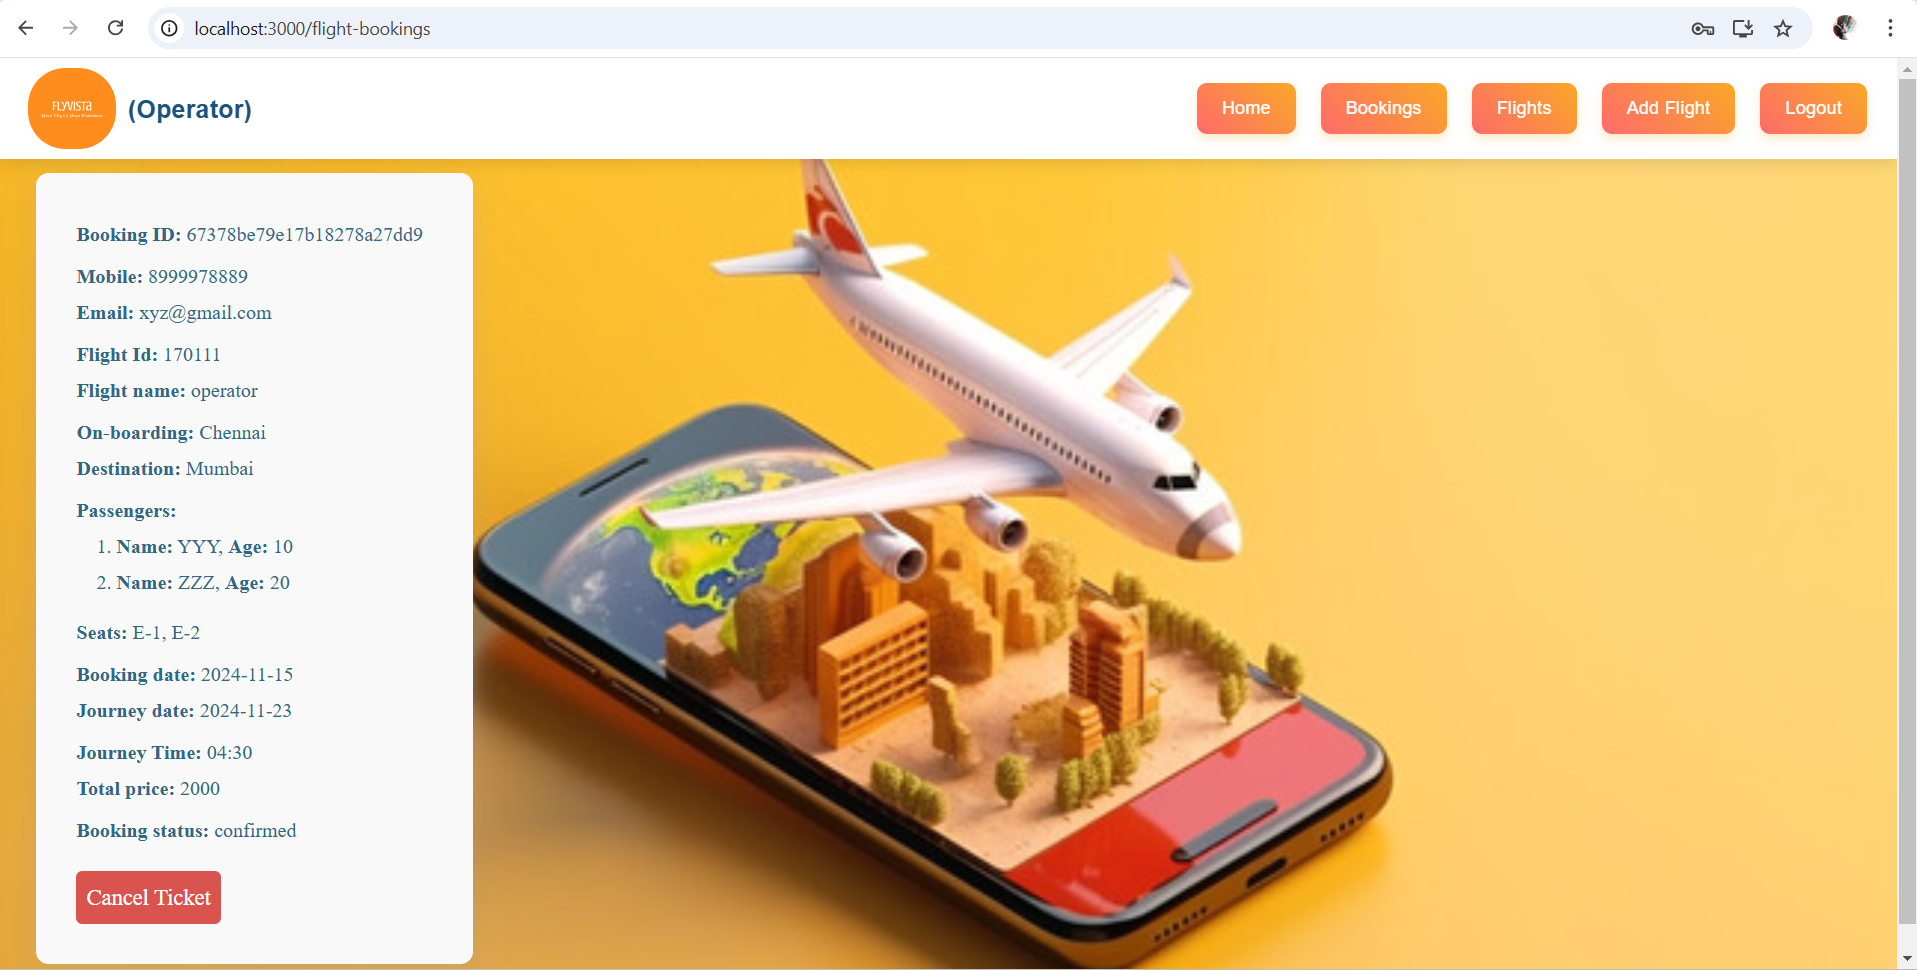 localhost:3000/flight-bookings
FLYVISTA
(Operator)
Home
Bookings
Flights
Add Flight
Logout
Booking ID: 67378be79e17b18278a27dd9
Mobile: 8999978889
Email: xyz@gmail.com
Flight Id: 170111
Flight name: operator
On-boarding: Chennai
Destination: Mumbai
Passengers:
1. Name: YYY, Age: 10
2. Name: ZZZ, Age: 20
Seats: E-1, E-2
Booking date: 2024-11-15
Journey date: 2024-11-23
Journey Time: 04:30
Total price: 2000
Booking status: confirmed
Cancel Ticket